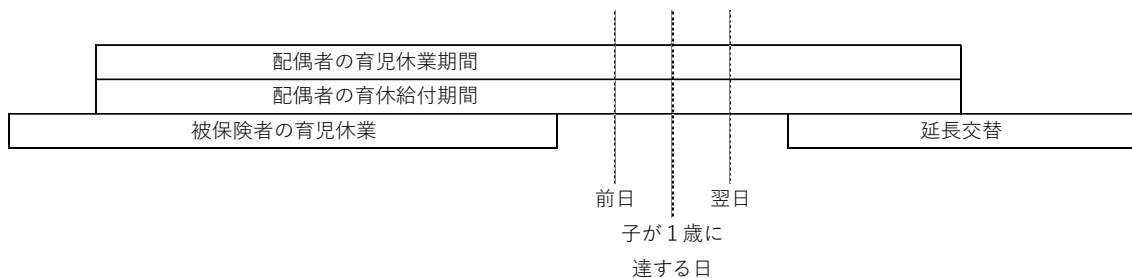 配偶者の育児休業期間
配偶者の育休給付期間
被保険者の育児休業
延長交替
前日
翌日
子が１歳に
達する日